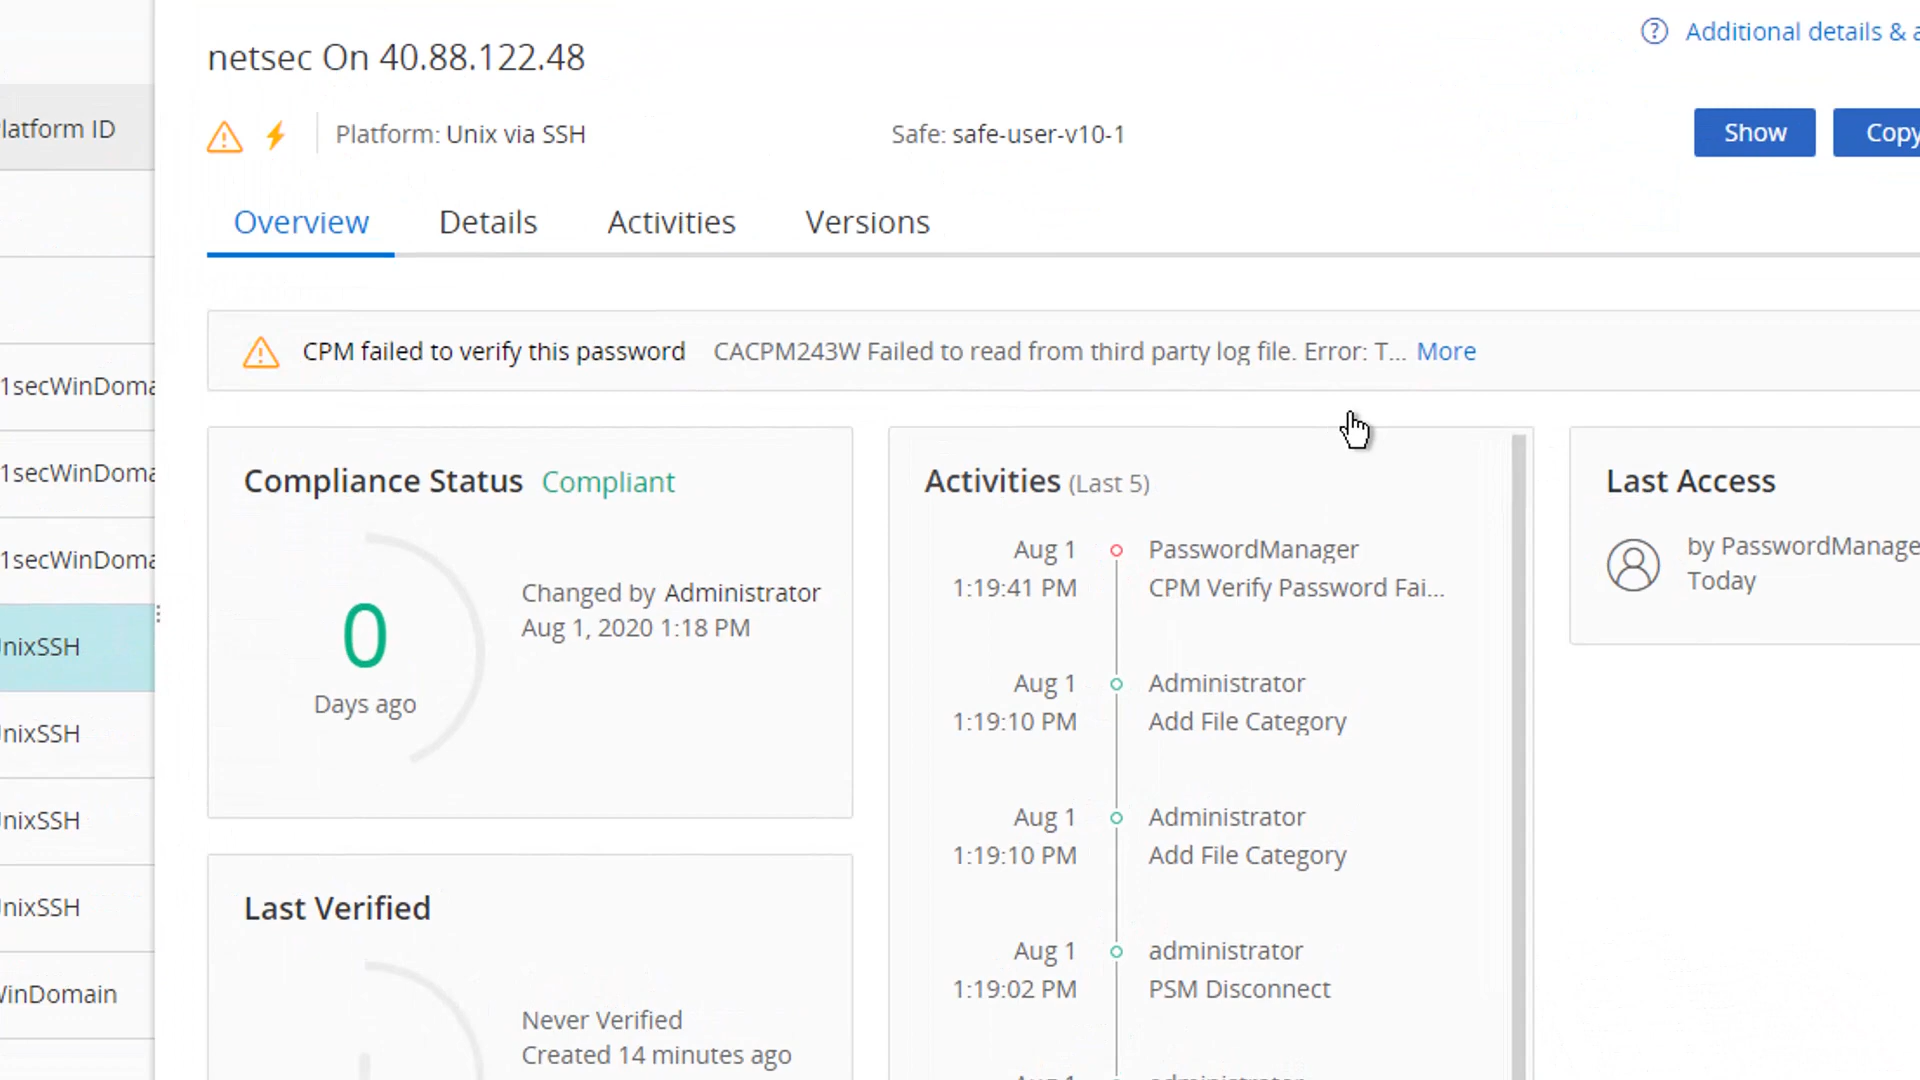 netsec On 40.88.122.48
Additional details &
Platform: Unix via SSH
Safe: safe-user-v10-1
Show
Copy
latform ID
Overview
Details
Activities
Versions
CPM failed to verify this password CACPM243W Failed to read from third party log file. Error: T... More
1secWinDoma
1secWinDoma
1secWinDoma
nixSSH
nixSSH
nixSSH
nixSSH
inDomain
Compliance Status Compliant
0
Days ago
Changed by Administrator
Aug 1, 2020 1:18 PM
Last Verified
Never Verified
Created 14 minutes ago
Activities (Last 5)
Aug 1 PasswordManager
1:19:41 PM CPM Verify Password Fai...
Aug 1 Administrator
1:19:10 PM Add File Category
Aug 1 Administrator
1:19:10 PM Add File Category
Aug 1 administrator
1:19:02 PM PSM Disconnect
Last Access
by PasswordManage
Today